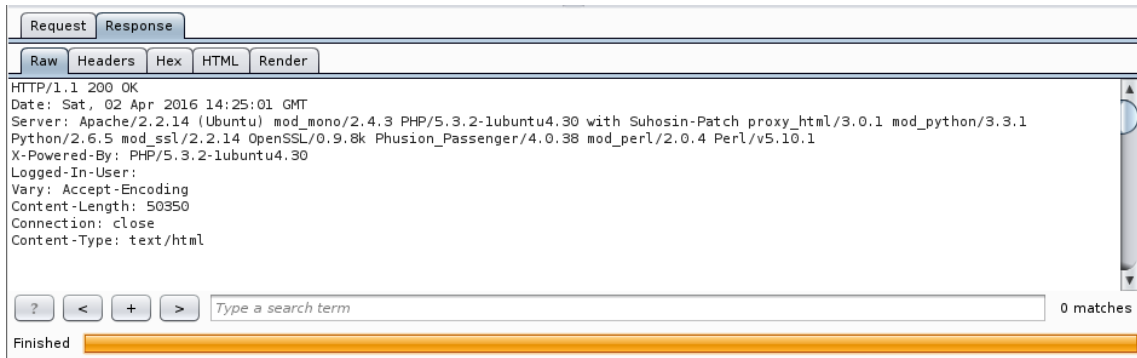 Request Response
Raw Headers Hex HTML Render
HTTP/1.1 200 OK
Date: Sat, 02 Apr 2016 14:25:01 GMT
Server: Apache/2.2.14 (Ubuntu) mod_mono/2.4.3 PHP/5.3.2-1ubuntu4.30 with Suhosin-Patch proxy_html/3.0.1 mod_python/3.3.1
Python/2.6.5 mod_ssl/2.2.14 OpenSSL/0.9.8k Phusion_Passenger/4.0.38 mod_perl/2.0.4 Perl/v5.10.1
X-Powered-By: PHP/5.3.2-1ubuntu4.30
Logged-In-User:
Vary: Accept-Encoding
Content-Length: 50350
Connection: close
Content-Type: text/html
? < + > Type a search term 0 matches
Finished